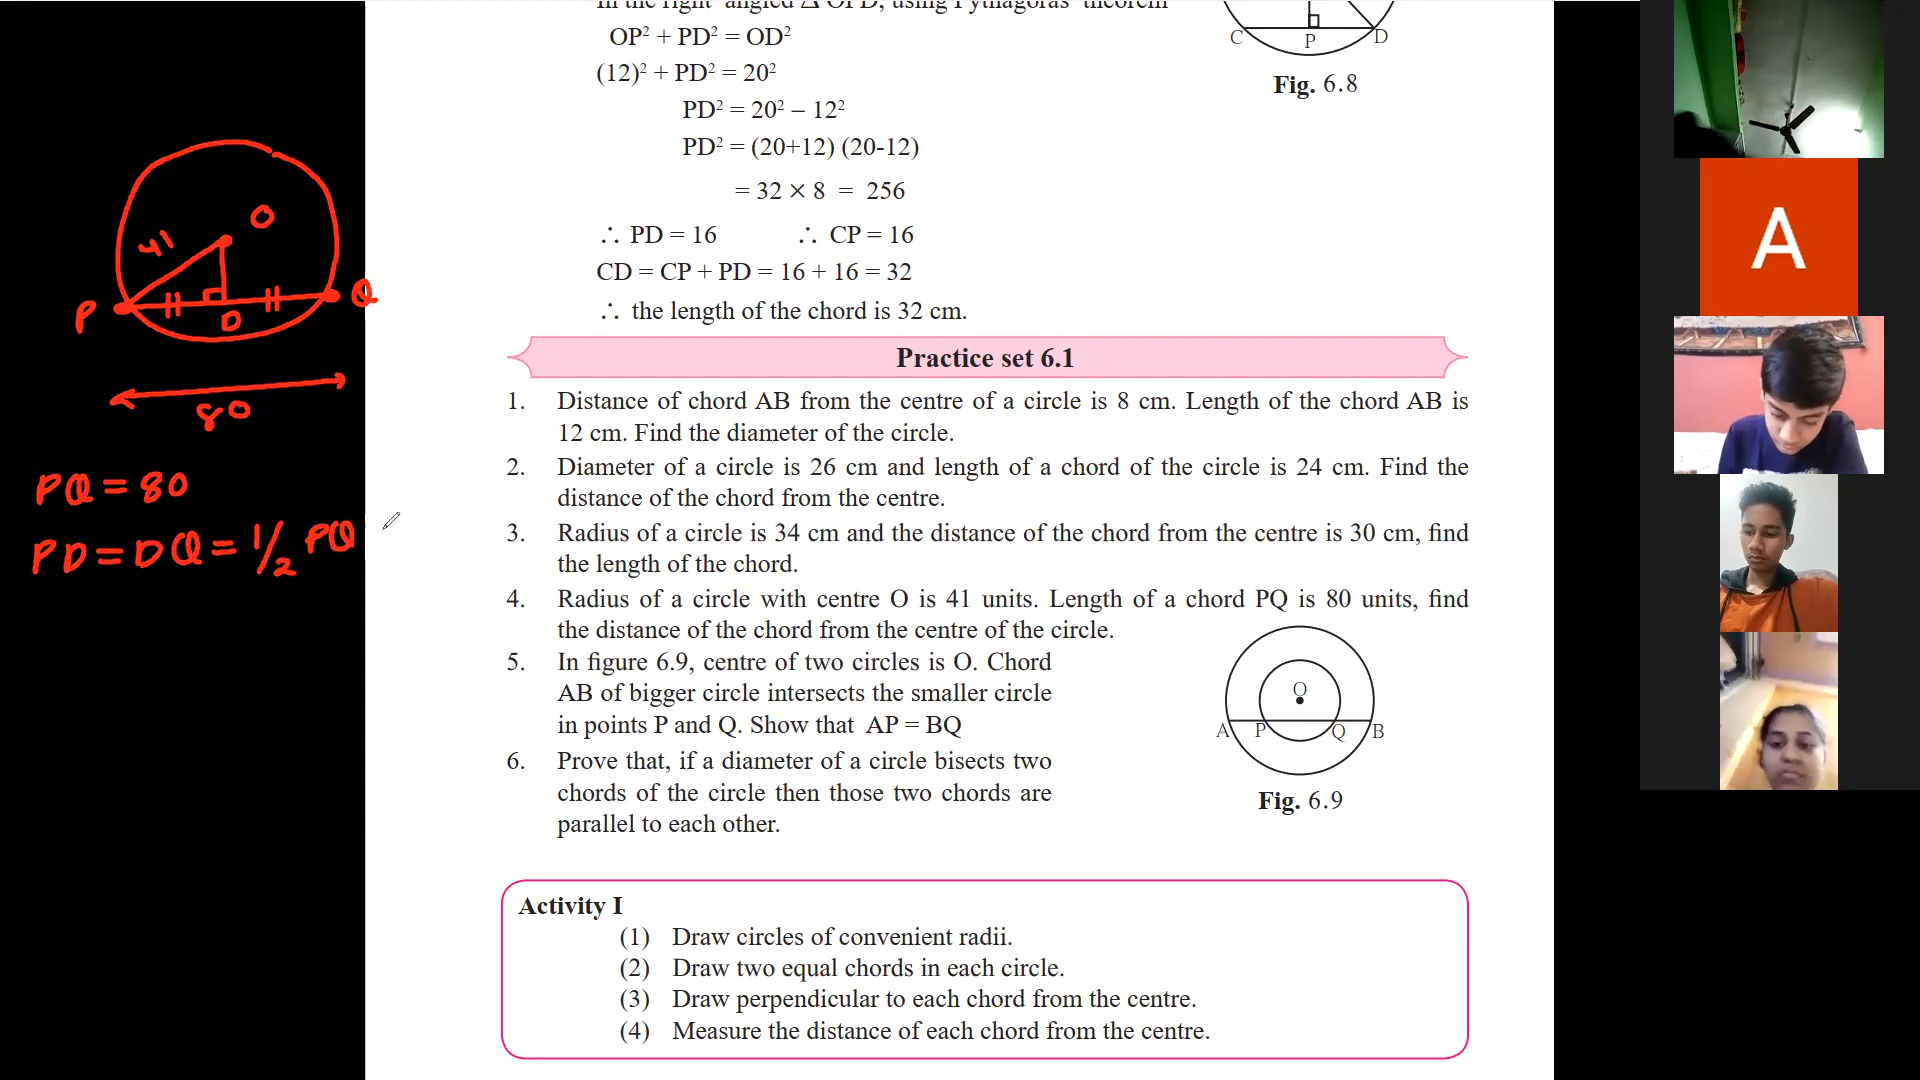 In the right angled △ OPD, using Pythagoras' theorem
OP² + PD² = OD²
(12)² + PD² = 20²
PD² = 20² – 12²
PD² = (20+12) (20-12)
= 32 × 8 = 256
∴ PD = 16 ∴ CP = 16
CD = CP + PD = 16 + 16 = 32
∴ the length of the chord is 32 cm.
C P D
Fig. 6.8
O
41
P D Q
80
PQ = 80
PD = DQ = 1/2 PQ
Practice set 6.1
1. Distance of chord AB from the centre of a circle is 8 cm. Length of the chord AB is
12 cm. Find the diameter of the circle.
2. Diameter of a circle is 26 cm and length of a chord of the circle is 24 cm. Find the
distance of the chord from the centre.
3. Radius of a circle is 34 cm and the distance of the chord from the centre is 30 cm, find
the length of the chord.
4. Radius of a circle with centre O is 41 units. Length of a chord PQ is 80 units, find
the distance of the chord from the centre of the circle.
5. In figure 6.9, centre of two circles is O. Chord
AB of bigger circle intersects the smaller circle
in points P and Q. Show that AP = BQ
6. Prove that, if a diameter of a circle bisects two
chords of the circle then those two chords are
parallel to each other.
O
A P Q B
Fig. 6.9
Activity I
(1) Draw circles of convenient radii.
(2) Draw two equal chords in each circle.
(3) Draw perpendicular to each chord from the centre.
(4) Measure the distance of each chord from the centre.
A